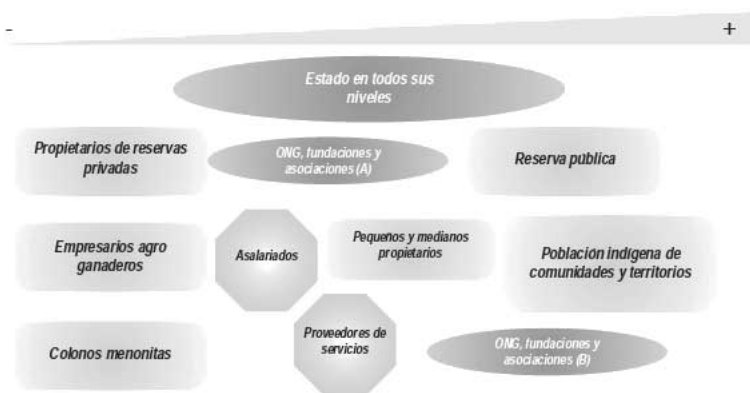 - +
Estado en todos sus
niveles
Propietarios de reservas
privadas
ONG, fundaciones y
asociaciones (A)
Reserva pública
Empresarios agro
ganaderos
Asalariados
Pequeños y medianos
propietarios
Población indígena de
comunidades y territorios
Colonos menonitas
Proveedores de
servicios
ONG, fundaciones y
asociaciones (B)